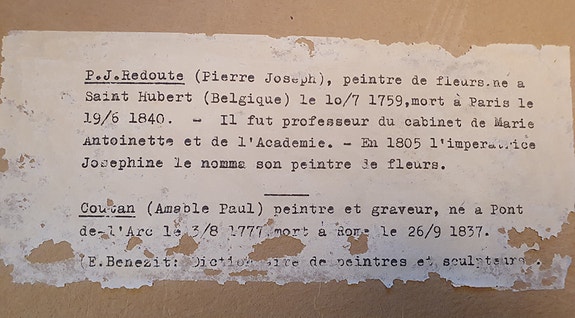 P.J.Redoute (Pierre Joseph), peintre de fleurs.ne a
Saint Hubert (Belgique) le 10/7 1759,mort a Paris le
19/6 1840. - Il fut professeur du cabinet de Marie
Antoinette et de l'Academie. - En 1805 l'imperatrice
Josephine le nomma son peintre de fleurs.
Coutan (Amable Paul) peintre et graveur, ne a Pont
de-l'Arc le 3/8 1777,mort a Rome le 26/9 1837.
(E.Benezit: Dictionnaire de peintres et sculpteurs.